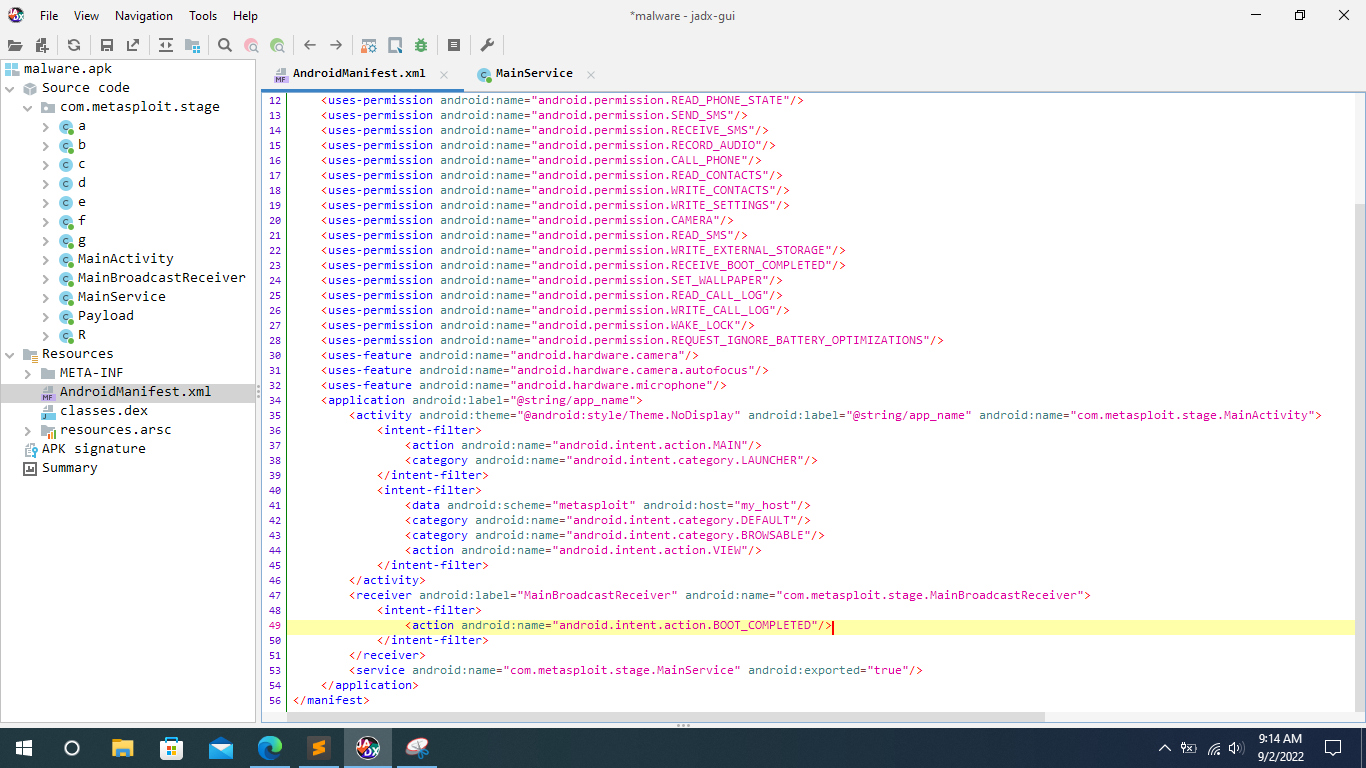 File View Navigation Tools Help
*malware - jadx-gui
malware.apk
Source code
com.metasploit.stage
a
b
c
d
e
f
g
MainActivity
MainBroadcastReceiver
MainService
Payload
R
Resources
META-INF
AndroidManifest.xml
classes.dex
resources.arsc
APK signature
Summary
AndroidManifest.xml
MainService
12 <uses-permission android:name="android.permission.READ_PHONE_STATE"/>
13 <uses-permission android:name="android.permission.SEND_SMS"/>
14 <uses-permission android:name="android.permission.RECEIVE_SMS"/>
15 <uses-permission android:name="android.permission.RECORD_AUDIO"/>
16 <uses-permission android:name="android.permission.CALL_PHONE"/>
17 <uses-permission android:name="android.permission.READ_CONTACTS"/>
18 <uses-permission android:name="android.permission.WRITE_CONTACTS"/>
19 <uses-permission android:name="android.permission.WRITE_SETTINGS"/>
20 <uses-permission android:name="android.permission.CAMERA"/>
21 <uses-permission android:name="android.permission.READ_SMS"/>
22 <uses-permission android:name="android.permission.WRITE_EXTERNAL_STORAGE"/>
23 <uses-permission android:name="android.permission.RECEIVE_BOOT_COMPLETED"/>
24 <uses-permission android:name="android.permission.SET_WALLPAPER"/>
25 <uses-permission android:name="android.permission.READ_CALL_LOG"/>
26 <uses-permission android:name="android.permission.WRITE_CALL_LOG"/>
27 <uses-permission android:name="android.permission.WAKE_LOCK"/>
28 <uses-permission android:name="android.permission.REQUEST_IGNORE_BATTERY_OPTIMIZATIONS"/>
30 <uses-feature android:name="android.hardware.camera"/>
31 <uses-feature android:name="android.hardware.camera.autofocus"/>
32 <uses-feature android:name="android.hardware.microphone"/>
34 <application android:label="@string/app_name">
35 <activity android:theme="@android:style/Theme.NoDisplay" android:label="@string/app_name" android:name="com.metasploit.stage.MainActivity">
36 <intent-filter>
37 <action android:name="android.intent.action.MAIN"/>
38 <category android:name="android.intent.category.LAUNCHER"/>
39 </intent-filter>
40 <intent-filter>
41 <data android:scheme="metasploit" android:host="my_host"/>
42 <category android:name="android.intent.category.DEFAULT"/>
43 <category android:name="android.intent.category.BROWSABLE"/>
44 <action android:name="android.intent.action.VIEW"/>
45 </intent-filter>
46 </activity>
47 <receiver android:label="MainBroadcastReceiver" android:name="com.metasploit.stage.MainBroadcastReceiver">
48 <intent-filter>
49 <action android:name="android.intent.action.BOOT_COMPLETED"/>
50 </intent-filter>
51 </receiver>
53 <service android:name="com.metasploit.stage.MainService" android:exported="true"/>
54 </application>
56 </manifest>
9:14 AM
9/2/2022